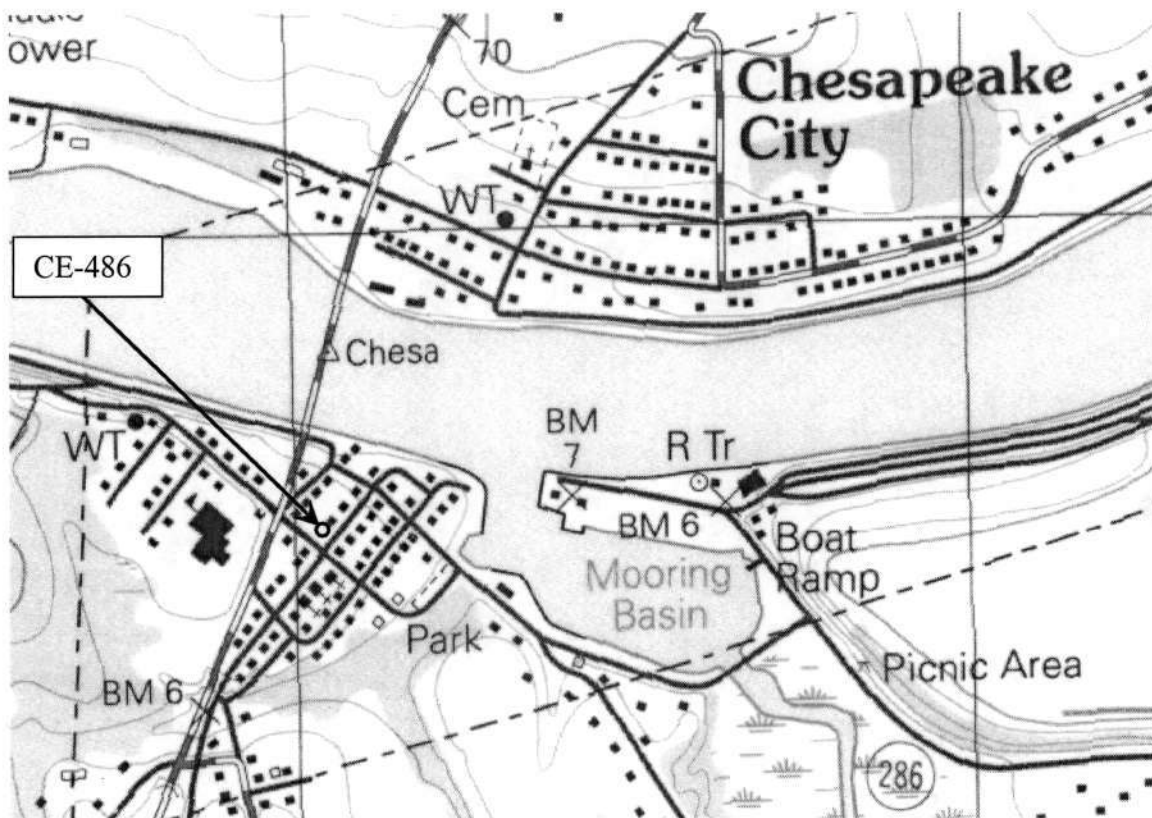 ower
70
Cem
Chesapeake
City
WT
CE-486
Chesa
BM
7
R Tr
WT
BM 6
Boat
Ramp
Mooring
Basin
Park
Picnic Area
BM 6
286